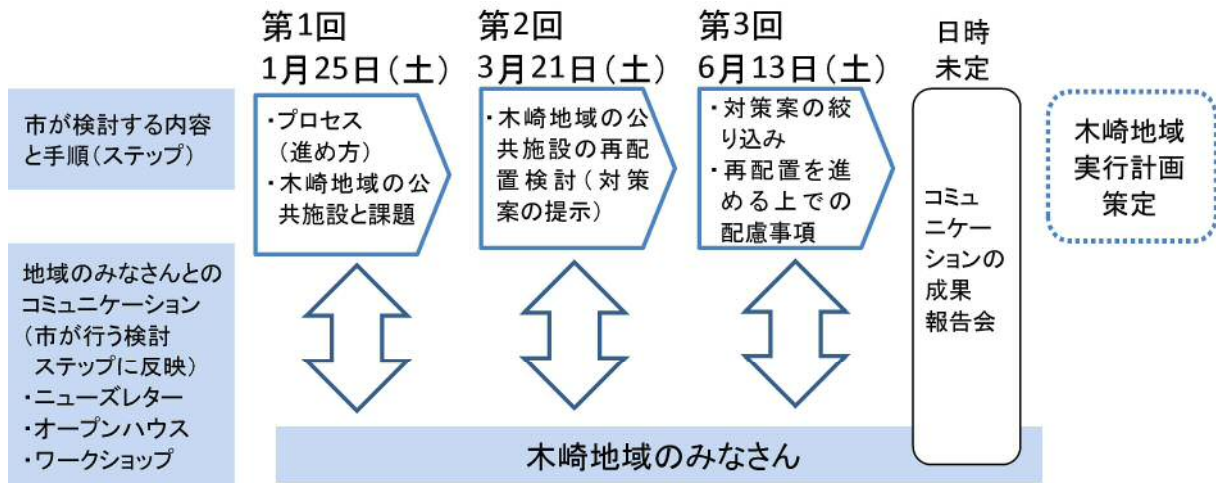 第1回
1月25日(土)
第2回
3月21日(土)
第3回
6月13日(土)
日時
未定
市が検討する内容
と手順(ステップ)
・プロセス
(進め方)
・木崎地域の公
共施設と課題
・木崎地域の公
共施設の再配
置検討(対策
案の提示)
・対策案の絞
り込み
・再配置を進
める上での
配慮事項
コミュ
ニケー
ションの
成果
報告会
木崎地域
実行計画
策定
地域のみなさんとの
コミュニケーション
(市が行う検討
ステップに反映)
・ニューズレター
・オープンハウス
・ワークショップ
木崎地域のみなさん